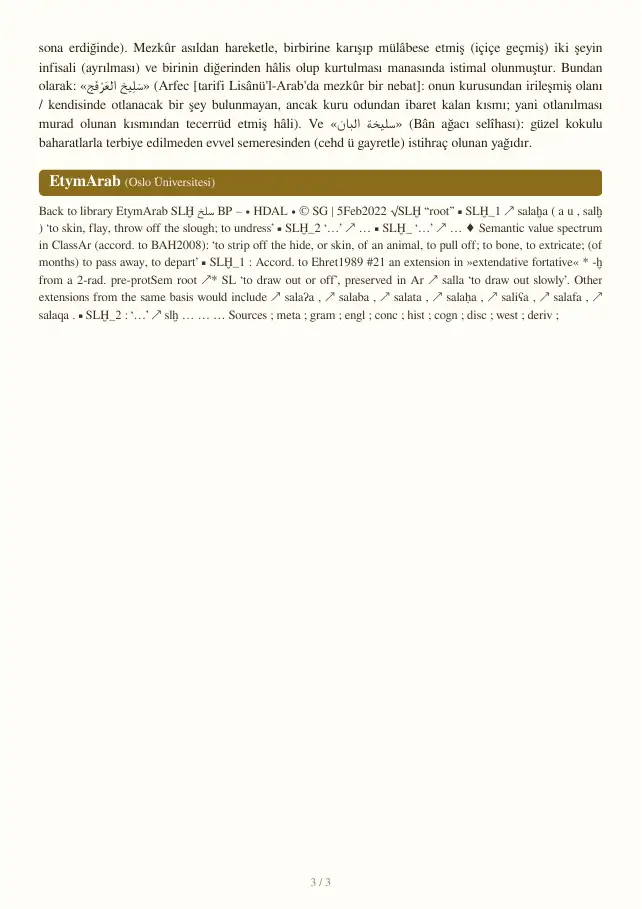 sona erdiğinde). Mezkûr asıldan hareketle, birbirine karışıp mülâbese etmiş (içiçe geçmiş) iki şeyin
infisali (ayrılması) ve birinin diğerinden hâlis olup kurtulması manasında istimal olunmuştur. Bundan
olarak: «سَلِيخ العَرْفَج» (Arfec [tarifi Lisânü'l-Arab'da mezkûr bir nebat]: onun kurusundan irileşmiş olanı
/ kendisinde otlanacak bir şey bulunmayan, ancak kuru odundan ibaret kalan kısmı; yani otlanılması
murad olunan kısmından tecerrüd etmiş hâli). Ve «سليخة البان» (Bân ağacı selîhası): güzel kokulu
baharatlarla terbiye edilmeden evvel semeresinden (cehd ü gayretle) istihraç olunan yağıdır.
EtymArab (Oslo Üniversitesi)
Back to library EtymArab SLḪ سلخ BP – • HDAL • © SG | 5Feb2022 √SLḪ “root” ▪ SLḪ_1 ↗ salaḫa ( a u , salḫ
) ‘to skin, flay, throw off the slough; to undress’ ▪ SLḪ_2 ‘…’ ↗ … ▪ SLḪ_ ‘…’ ↗ … ♦ Semantic value spectrum
in ClassAr (accord. to BAH2008): ‘to strip off the hide, or skin, of an animal, to pull off; to bone, to extricate; (of
months) to pass away, to depart’ ▪ SLḪ_1 : Accord. to Ehret1989 #21 an extension in »extendative fortative« * -ḫ
from a 2-rad. pre-protSem root ↗* SL ‘to draw out or off’, preserved in Ar ↗ salla ‘to draw out slowly’. Other
extensions from the same basis would include ↗ salaʔa , ↗ salaba , ↗ salata , ↗ salaḥa , ↗ saliʕa , ↗ salafa , ↗
salaqa . ▪ SLḪ_2 : ‘…’ ↗ slḫ … … … Sources ; meta ; gram ; engl ; conc ; hist ; cogn ; disc ; west ; deriv ;
3 / 3